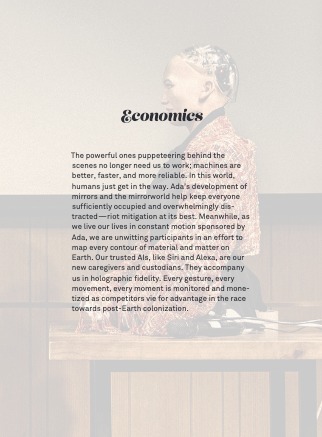 Economics
The powerful ones puppeteering behind the
scenes no longer need us to work; machines are
better, faster, and more reliable. In this world,
humans just get in the way. Ada's development of
mirrors and the mirrorworld help keep everyone
sufficiently occupied and overwhelmingly dis-
tracted—riot mitigation at its best. Meanwhile, as
we live our lives in constant motion sponsored by
Ada, we are unwitting participants in an effort to
map every contour of material and matter on
Earth. Our trusted AIs, like Siri and Alexa, are our
new caregivers and custodians. They accompany
us in holographic fidelity. Every gesture, every
movement, every moment is monitored and mone-
tized as competitors vie for advantage in the race
towards post-Earth colonization.